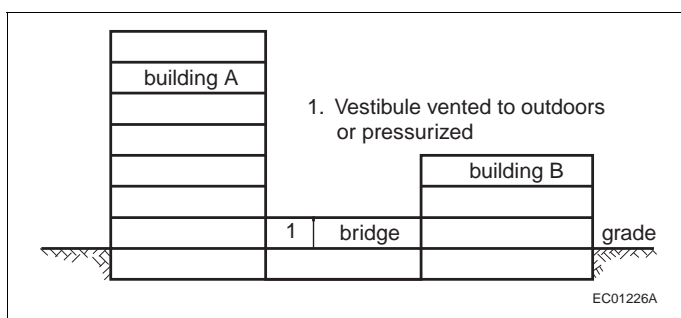 building A
1. Vestibule vented to outdoors
or pressurized
building B
1
bridge
grade
EC01226A